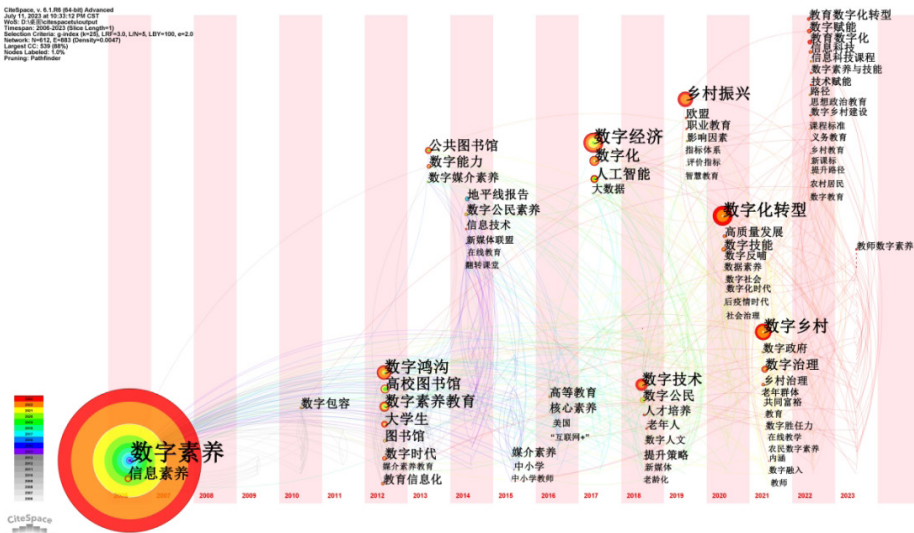 CiteSpace, v. 6.1.R6 (64-bit) Advanced
July 11, 2023 at 10:33:12 PM CST
WoS: D:\桌面\citespacets\output
Timespan: 2006-2023 (Slice Length=1)
Selection Criteria: g-index (k=25), LRF=3.0, L/N=5, LBY=100, e=2.0
Network: N=612, E=883 (Density=0.0047)
Largest CC: 539 (88%)
Nodes Labeled: 1.0%
Pruning: Pathfinder
数字素养
信息素养
数字包容
数字鸿沟
高校图书馆
数字素养教育
大学生
图书馆
数字时代
媒介素养教育
教育信息化
公共图书馆
数字能力
数字媒介素养
地平线报告
数字公民素养
信息技术
新媒体联盟
在线教育
翻转课堂
媒介素养
中小学
中小学教师
高等教育
核心素养
美国
"互联网+"
数字经济
数字化
人工智能
大数据
数字技术
数字公民
人才培养
老年人
数字人文
提升策略
新媒体
老龄化
乡村振兴
欧盟
职业教育
影响因素
指标体系
评价指标
智慧教育
数字化转型
高质量发展
数字技能
数字反哺
数据素养
数字社会
数字化时代
后疫情时代
社会治理
数字乡村
数字政府
数字治理
乡村治理
老年群体
共同富裕
教育
数字胜任力
在线教学
农民数字素养
内涵
数字融入
教师
教育数字化转型
数字赋能
教育数字化
信息科技
信息科技课程
数字素养与技能
技术赋能
路径
思想政治教育
数字乡村建设
课程标准
义务教育
乡村教育
新课标
提升路径
农村居民
数字教育
教师数字素养
2007
2008
2009
2010
2011
2012
2013
2014
2015
2016
2017
2018
2019
2020
2021
2022
2023
CiteSpace